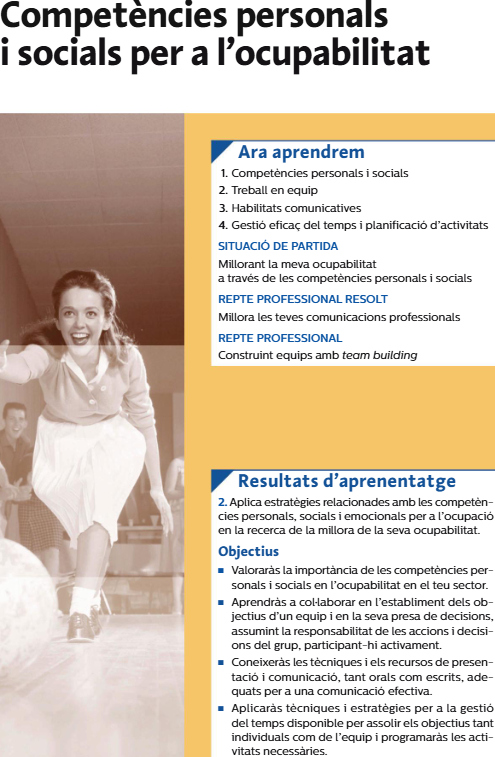 Competències personals
i socials per a l’ocupabilitat
Ara aprendrem
1. Competències personals i socials
2. Treball en equip
3. Habilitats comunicatives
4. Gestió eficaç del temps i planificació d’activitats
SITUACIÓ DE PARTIDA
Millorant la meva ocupabilitat
a través de les competències personals i socials
REPTE PROFESSIONAL RESOLT
Millora les teves comunicacions professionals
REPTE PROFESSIONAL
Construint equips amb team building
Resultats d’aprenentatge
2. Aplica estratègies relacionades amb les competèn-
cies personals, socials i emocionals per a l’ocupació
en la recerca de la millora de la seva ocupabilitat.
Objectius
■ Valoraràs la importància de les competències per-
sonals i socials en l’ocupabilitat en el teu sector.
■ Aprendràs a col·laborar en l’establiment dels ob-
jectius d’un equip i en la seva presa de decisions,
assumint la responsabilitat de les accions i decisi-
ons del grup, participant-hi activament.
■ Coneixeràs les tècniques i els recursos de presen-
tació i comunicació, tant orals com escrits, ade-
quats per a una comunicació efectiva.
■ Aplicaràs tècniques i estratègies per a la gestió
del temps disponible per assolir els objectius tant
individuals com de l’equip i programaràs les acti-
vitats necessàries.